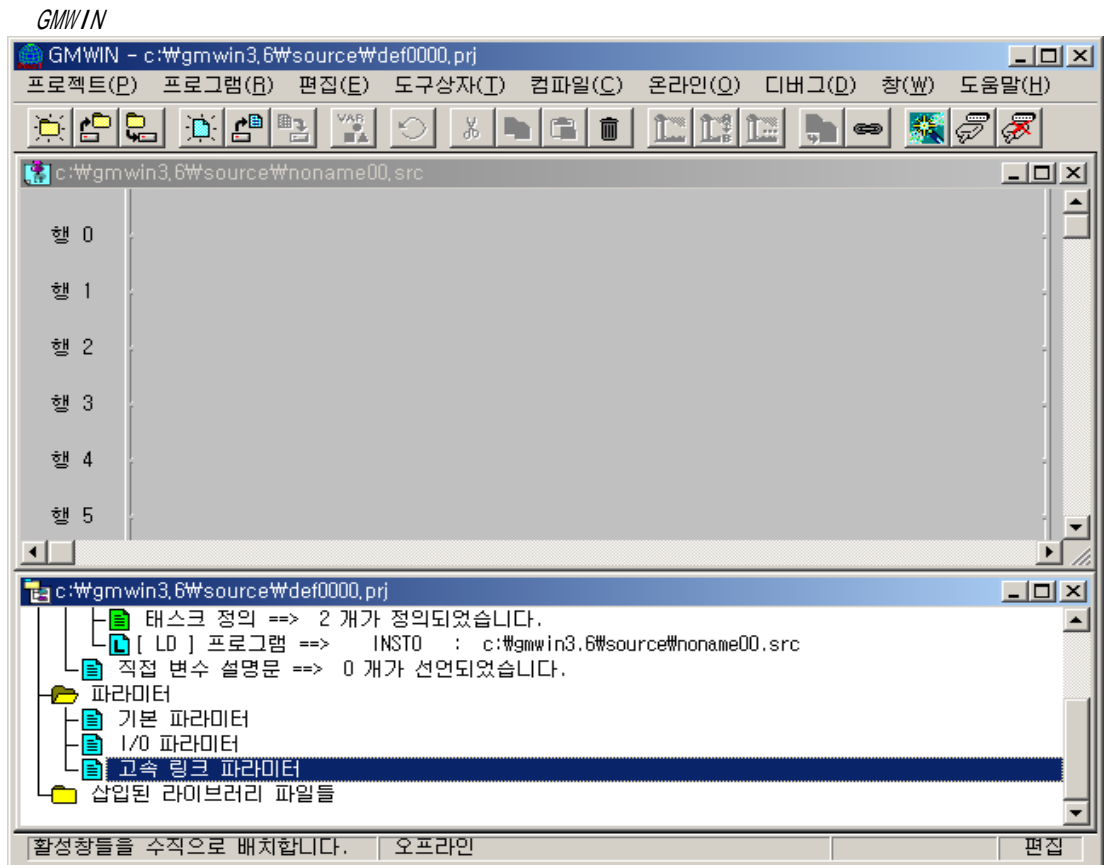 GMWIN
GMWIN - c:₩gmwin3.6₩source₩def0000.prj
프로젝트(P) 프로그램(R) 편집(E) 도구상자(T) 컴파일(C) 온라인(O) 디버그(D) 창(W) 도움말(H)
VAR
c:₩gmwin3.6₩source₩noname00.src
행 0
행 1
행 2
행 3
행 4
행 5
c:₩gmwin3.6₩source₩def0000.prj
태스크 정의 ==> 2 개가 정의되었습니다.
L [ LD ] 프로그램 ==> INST0 : c:₩gmwin3.6₩source₩noname00.src
직접 변수 설명문 ==> 0 개가 선언되었습니다.
파라미터
기본 파라미터
I/O 파라미터
고속 링크 파라미터
삽입된 라이브러리 파일들
활성창들을 수직으로 배치합니다. 오프라인 편집